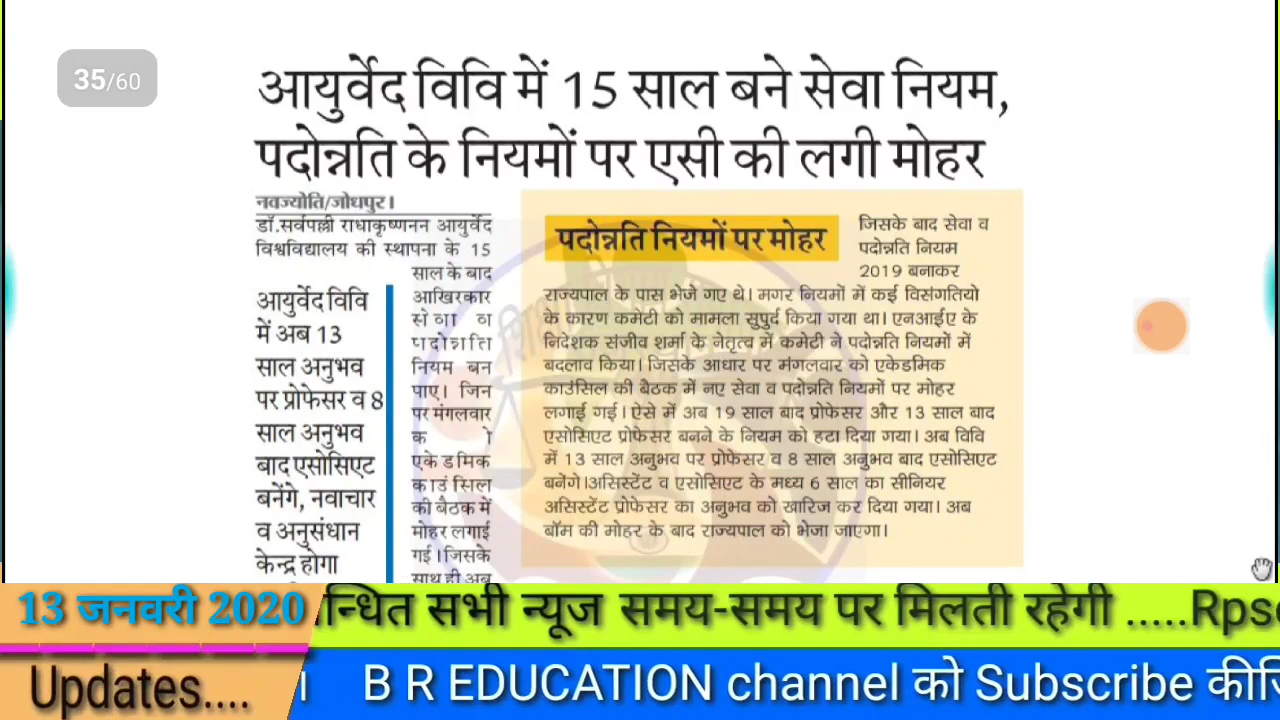 35/60
आयुर्वेद विवि में 15 साल बने सेवा नियम,
पदोन्नति के नियमों पर एसी की लगी मोहर
नवज्योति/जोधपुर।
डॉ.सर्वपल्ली राधाकृष्णनन आयुर्वेद
विश्वविद्यालय की स्थापना के 15
साल के बाद
आखिरकार
सेवा व
पदोन्नति
नियम बन
पाए। जिन
पर मंगलवार
को
एकेडमिक
काउंसिल
की बैठक में
मोहर लगाई
गई।जिसके
साथ ही अब
आयुर्वेद विवि
में अब 13
साल अनुभव
पर प्रोफेसर व 8
साल अनुभव
बाद एसोसिएट
बनेंगे, नवाचार
व अनुसंधान
केन्द्र होगा
पदोन्नति नियमों पर मोहर
जिसके बाद सेवा व
पदोन्नति नियम
2019 बनाकर
राज्यपाल के पास भेजे गए थे। मगर नियमों में कई विसंगतियो
के कारण कमेटी को मामला सुपुर्द किया गया था। एनआईए के
निदेशक संजीव शर्मा के नेतृत्व में कमेटी ने पदोन्नति नियमों में
बदलाव किया। जिसके आधार पर मंगलवार को एकेडमिक
काउंसिल की बैठक में नए सेवा व पदोन्नति नियमों पर मोहर
लगाई गई। ऐसे में अब 19 साल बाद प्रोफेसर और 13 साल बाद
एसोसिएट प्रोफेसर बनने के नियम को हटा दिया गया। अब विवि
में 13 साल अनुभव पर प्रोफेसर व 8 साल अनुभव बाद एसोसिएट
बनेंगे।असिस्टेंट व एसोसिएट के मध्य 6 साल का सीनियर
असिस्टेंट प्रोफेसर का अनुभव को खारिज कर दिया गया। अब
बॉम की मोहर के बाद राज्यपाल को भेजा जाएगा।
13 जनवरी 2020
न्धित सभी न्यूज समय-समय पर मिलती रहेगी .....Rpsc
Updates....
। B R EDUCATION channel को Subscribe कीजि